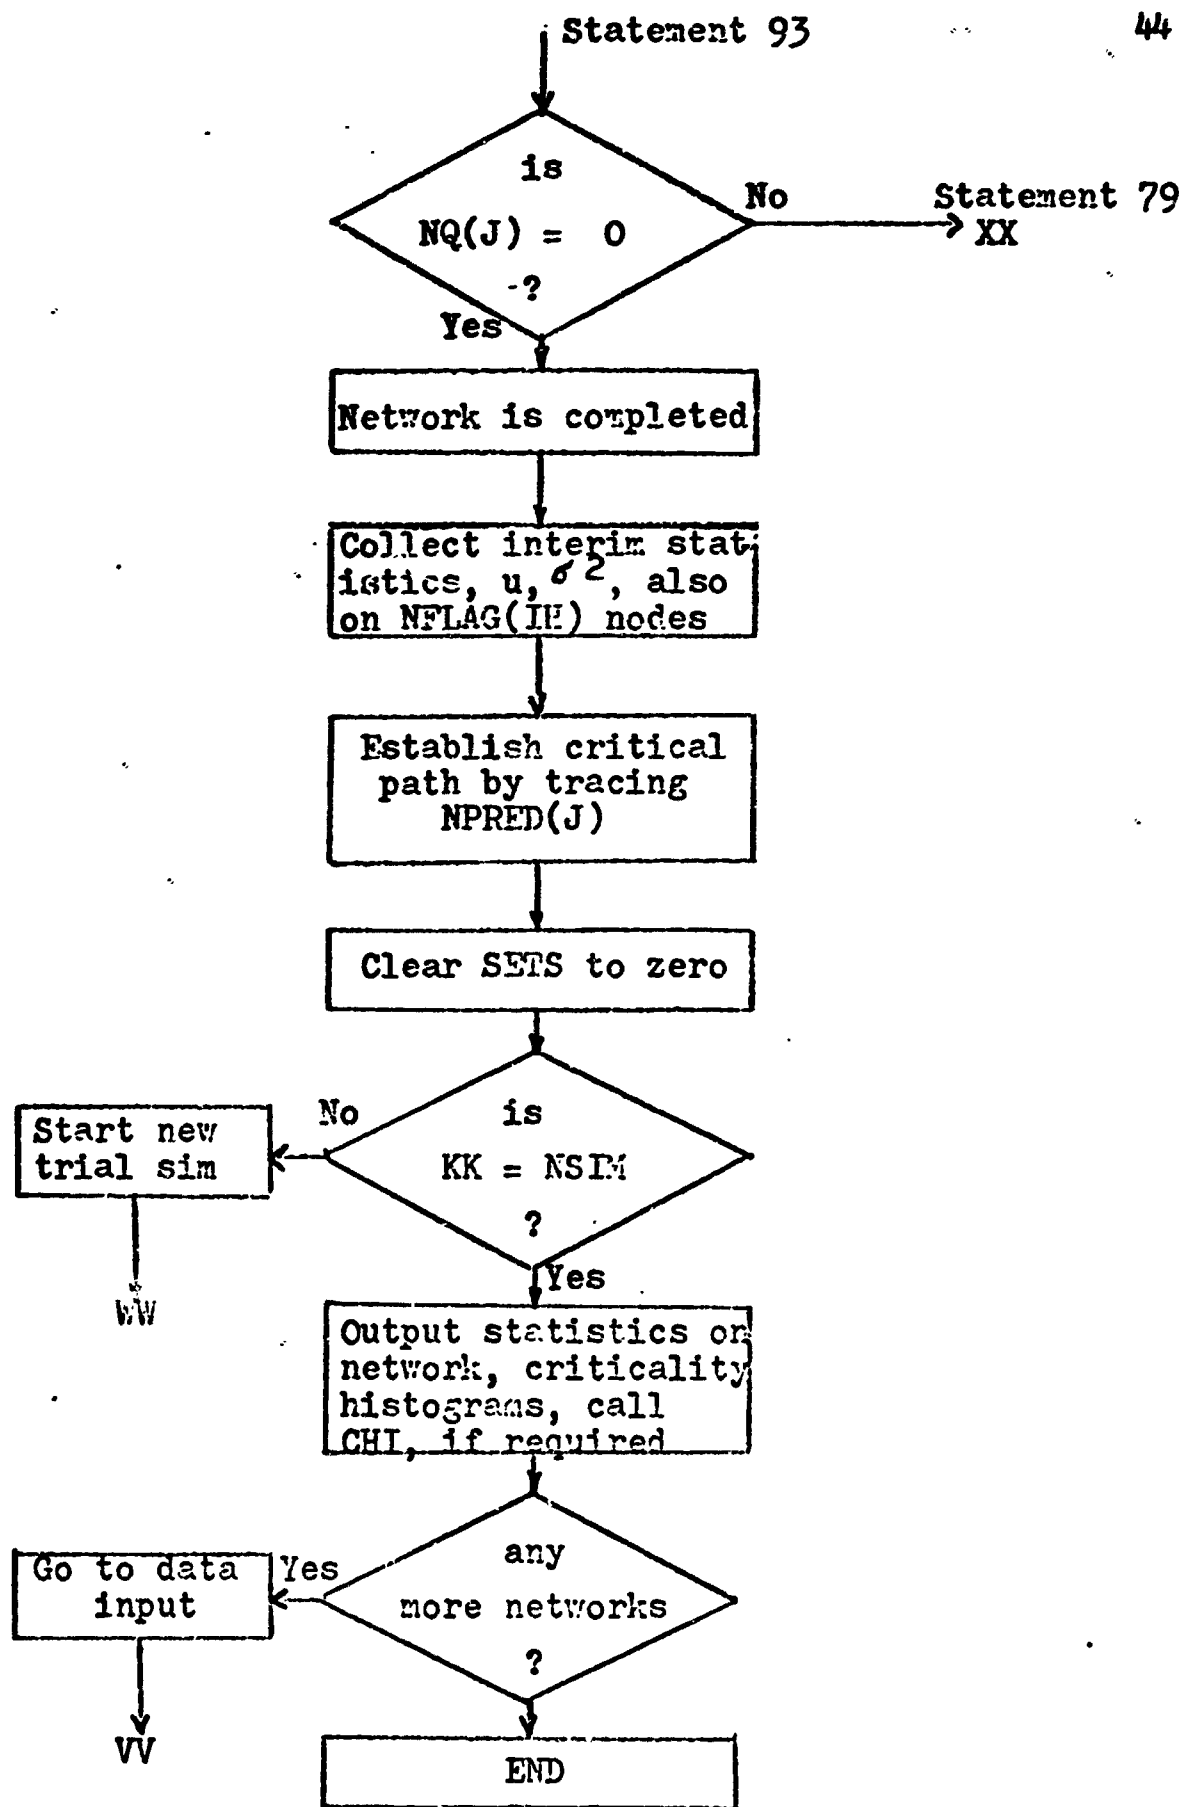 Statement 93
44
is
NQ(J) = 0
?
No
Statement 79
XX
Yes
Network is completed
Collect interim stat-
istics, u, σ2, also
on NFLAG(IH) nodes
Establish critical
path by tracing
NPRED(J)
Clear SETS to zero
No
is
KK = NSIM
?
Start new
trial sim
WW
Yes
Output statistics on
network, criticality
histograms, call
CHI, if required
any
more networks
?
Yes
Go to data
input
VV
END